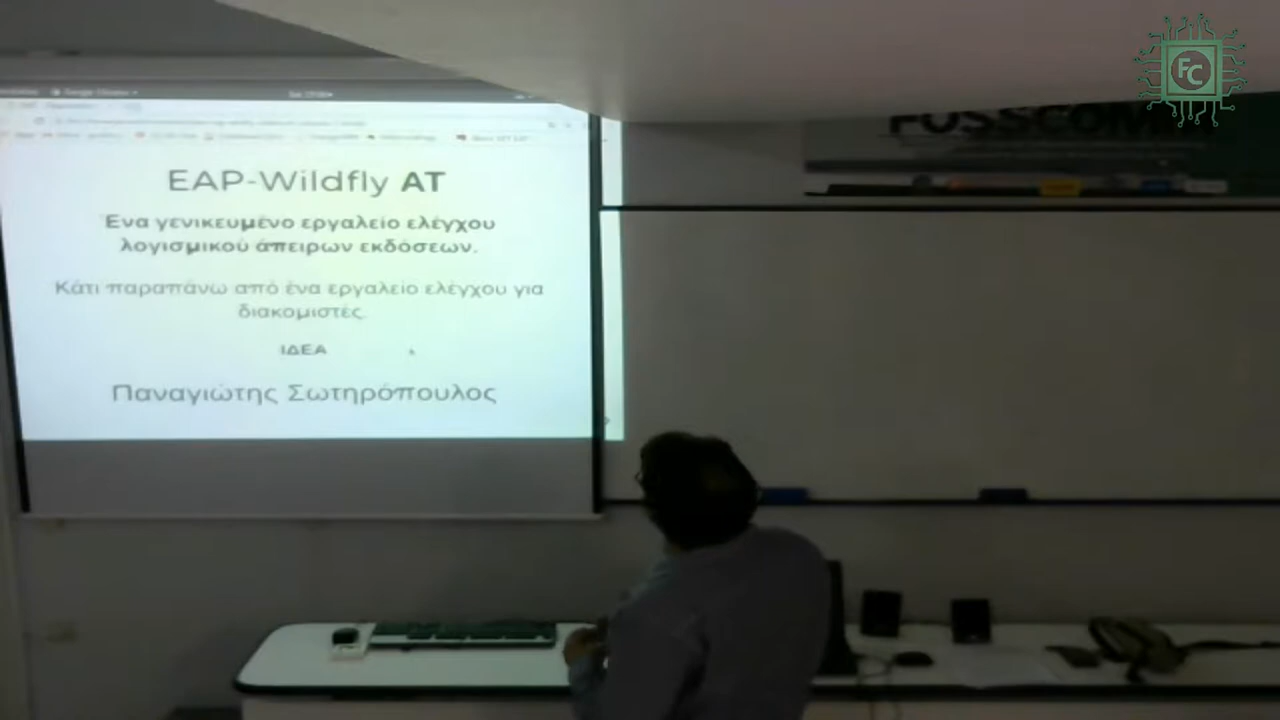 EAP-Wildfly AT
Ένα γενικευμένο εργαλείο ελέγχου
λογισμικού άπειρων εκδόσεων.
Κάτι παραπάνω από ένα εργαλείο ελέγχου για
διακομιστές.
ΙΔΕΑ
Παναγιώτης Σωτηρόπουλος
FC